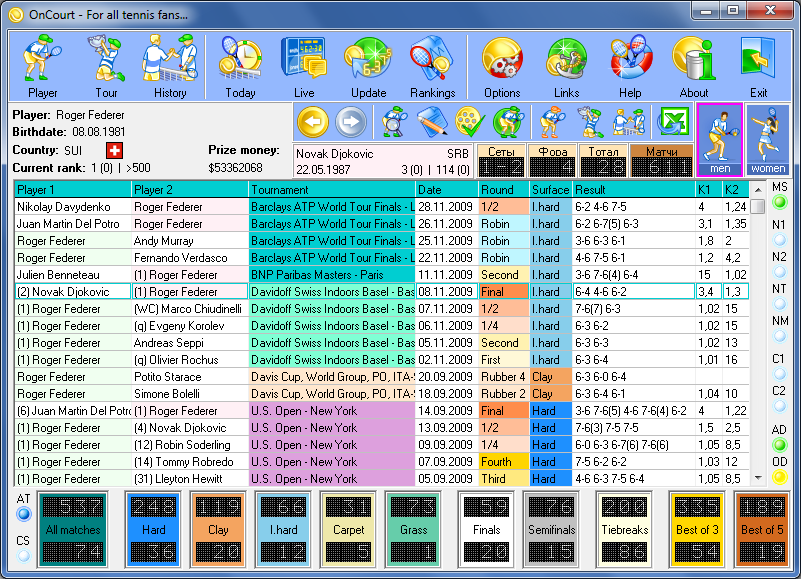 OnCourt - For all tennis fans...
Player Tour History Today Live Update Rankings Options Links Help About Exit
Player: Roger Federer
Birthdate: 08.08.1981
Country: SUI
Current rank: 1 (0) | >500
Prize money:
$53362068
Novak Djokovic SRB
22.05.1987 3 (0) | 114 (0)
Сеты Фора Тотал Матчи
men women
Player 1 Player 2 Tournament Date Round Surface Result K1 K2
Nikolay Davydenko Roger Federer Barclays ATP World Tour Finals - L 28.11.2009 1/2 I.hard 6-2 4-6 7-5 4 1,24
Juan Martin Del Potro Roger Federer Barclays ATP World Tour Finals - L 26.11.2009 Robin I.hard 6-2 6-7(5) 6-3 3,1 1,35
Roger Federer Andy Murray Barclays ATP World Tour Finals - L 25.11.2009 Robin I.hard 3-6 6-3 6-1 1,8 2
Roger Federer Fernando Verdasco Barclays ATP World Tour Finals - L 22.11.2009 Robin I.hard 4-6 7-5 6-1 1,2 4,2
Julien Benneteau (1) Roger Federer BNP Paribas Masters - Paris 11.11.2009 Second I.hard 3-6 7-6(4) 6-4 15 1,02
(2) Novak Djokovic (1) Roger Federer Davidoff Swiss Indoors Basel - Bas 08.11.2009 Final I.hard 6-4 4-6 6-2 3,4 1,3
(1) Roger Federer (WC) Marco Chiudinelli Davidoff Swiss Indoors Basel - Bas 07.11.2009 1/2 I.hard 7-6(7) 6-3 1,02 15
(1) Roger Federer (q) Evgeny Korolev Davidoff Swiss Indoors Basel - Bas 06.11.2009 1/4 I.hard 6-3 6-2 1,02 15
(1) Roger Federer Andreas Seppi Davidoff Swiss Indoors Basel - Bas 05.11.2009 Second I.hard 6-3 6-3 1,02 13
(1) Roger Federer (q) Olivier Rochus Davidoff Swiss Indoors Basel - Bas 02.11.2009 First I.hard 6-3 6-4 1,01 16
Roger Federer Potito Starace Davis Cup, World Group, PO, ITA- 20.09.2009 Rubber 4 Clay 6-3 6-0 6-4
Roger Federer Simone Bolelli Davis Cup, World Group, PO, ITA- 18.09.2009 Rubber 2 Clay 6-3 6-4 6-1 1,04 10
(6) Juan Martin Del Potro (1) Roger Federer U.S. Open - New York 14.09.2009 Final Hard 3-6 7-6(5) 4-6 7-6(4) 6-2 4 1,22
(1) Roger Federer (4) Novak Djokovic U.S. Open - New York 13.09.2009 1/2 Hard 7-6(3) 7-5 7-5 1,5 2,5
(1) Roger Federer (12) Robin Soderling U.S. Open - New York 09.09.2009 1/4 Hard 6-0 6-3 6-7(6) 7-6(6) 1,05 8,5
(1) Roger Federer (14) Tommy Robredo U.S. Open - New York 07.09.2009 Fourth Hard 7-5 6-2 6-2 1,03 12
(1) Roger Federer (31) Lleyton Hewitt U.S. Open - New York 05.09.2009 Third Hard 4-6 6-3 7-5 6-4 1,05 8,5
MS
N1
N2
NT
NM
C1
C2
AD
OD
AT
CS
537 248 119 66 31 73 59 76 200 335 189
All matches Hard Clay I.hard Carpet Grass Finals Semifinals Tiebreaks Best of 3 Best of 5
74 36 20 12 5 1 20 15 86 54 19